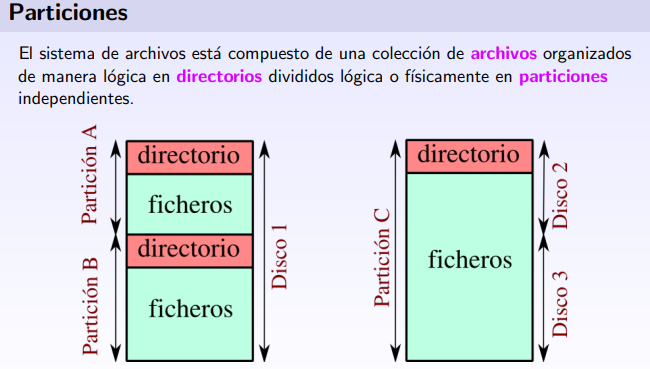 Particiones
El sistema de archivos está compuesto de una colección de archivos organizados
de manera lógica en directorios divididos lógica o físicamente en particiones
independientes.
Partición A
directorio
ficheros
Partición B
directorio
ficheros
Disco 1
Partición C
directorio
ficheros
Disco 2
Disco 3